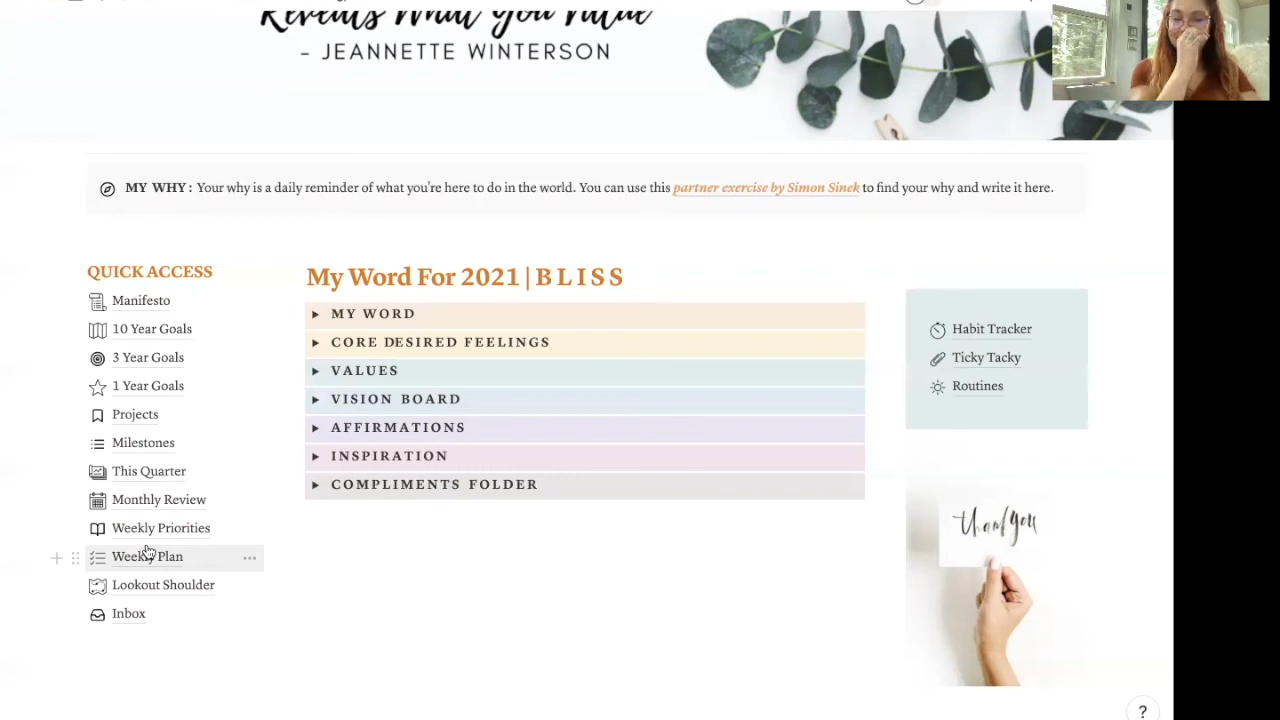 Reveals What You Value
– JEANNETTE WINTERSON
MY WHY : Your why is a daily reminder of what you're here to do in the world. You can use this partner exercise by Simon Sinek to find your why and write it here.
QUICK ACCESS
Manifesto
10 Year Goals
3 Year Goals
1 Year Goals
Projects
Milestones
This Quarter
Monthly Review
Weekly Priorities
Weekly Plan
Lookout Shoulder
Inbox
My Word For 2021 | B L I S S
MY WORD
CORE DESIRED FEELINGS
VALUES
VISION BOARD
AFFIRMATIONS
INSPIRATION
COMPLIMENTS FOLDER
Habit Tracker
Ticky Tacky
Routines
thank you
?